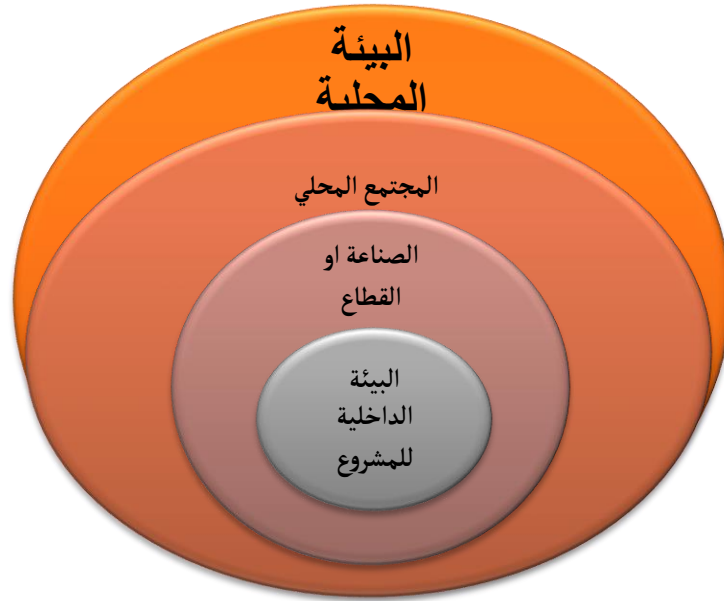 البيئة
المحلية
المجتمع المحلي
الصناعة او
القطاع
البيئة
الداخلية
للمشروع